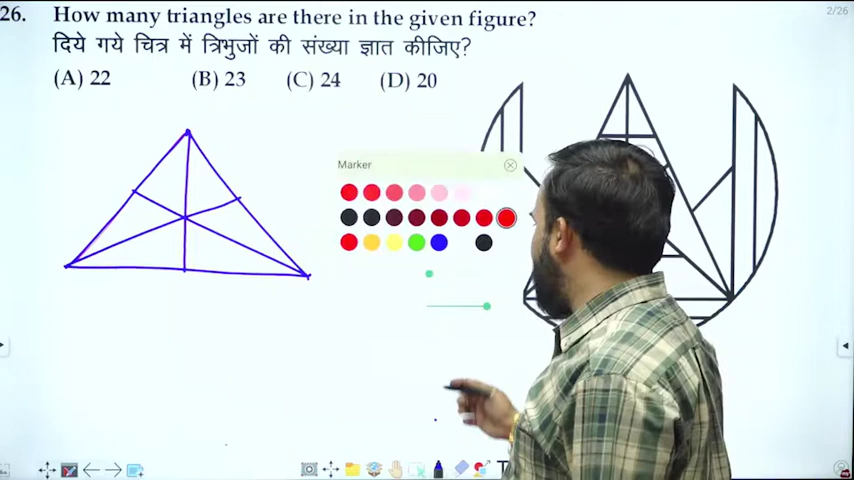 26. How many triangles are there in the given figure?
2/26
दिये गये चित्र में त्रिभुजों की संख्या ज्ञात कीजिए?
(A) 22 (B) 23 (C) 24 (D) 20
Marker
T